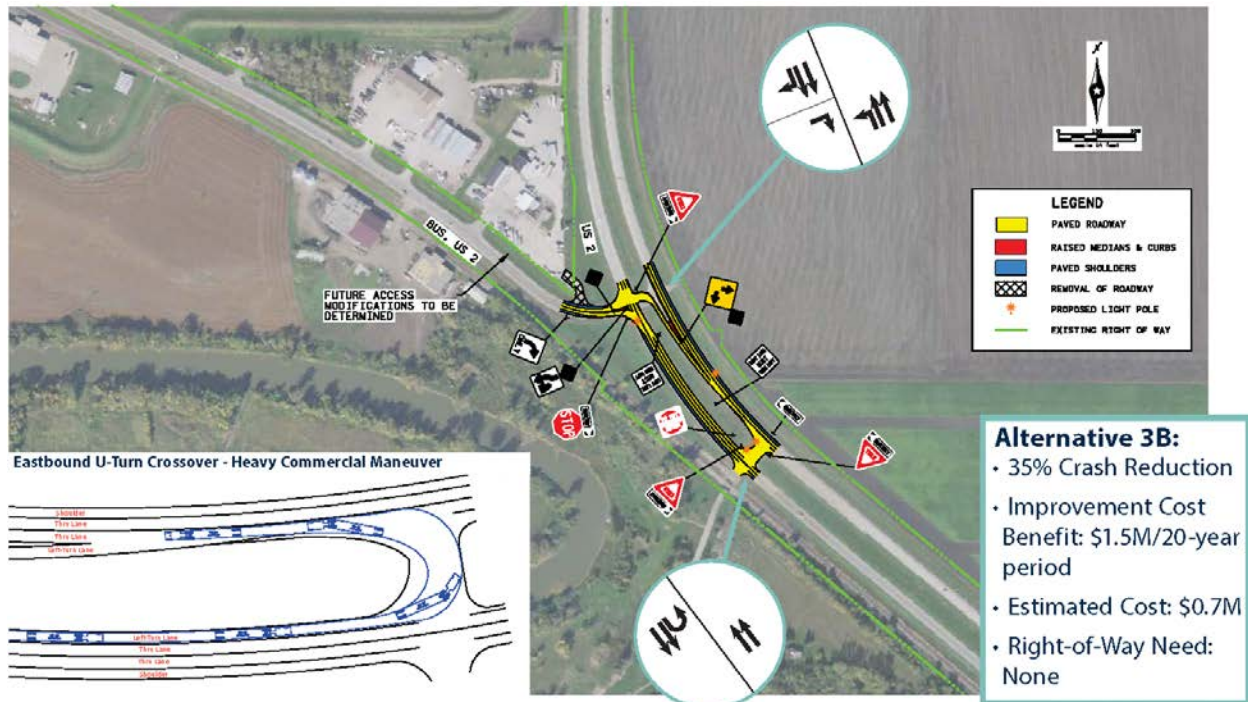 BUS. US 2
US 2
FUTURE ACCESS
MODIFICATIONS TO BE
DETERMINED
STOP
LEGEND
PAVED ROADWAY
RAISED MEDIANS & CURBS
PAVED SHOULDERS
REMOVAL OF ROADWAY
PROPOSED LIGHT POLE
EXISTING RIGHT OF WAY
Alternative 3B:
• 35% Crash Reduction
• Improvement Cost
Benefit: $1.5M/20-year
period
• Estimated Cost: $0.7M
• Right-of-Way Need:
None
Eastbound U-Turn Crossover - Heavy Commercial Maneuver
Shoulder
Thru Lane
Thru Lane
Left-Turn Lane
Left-Turn Lane
Thru Lane
Thru Lane
Shoulder